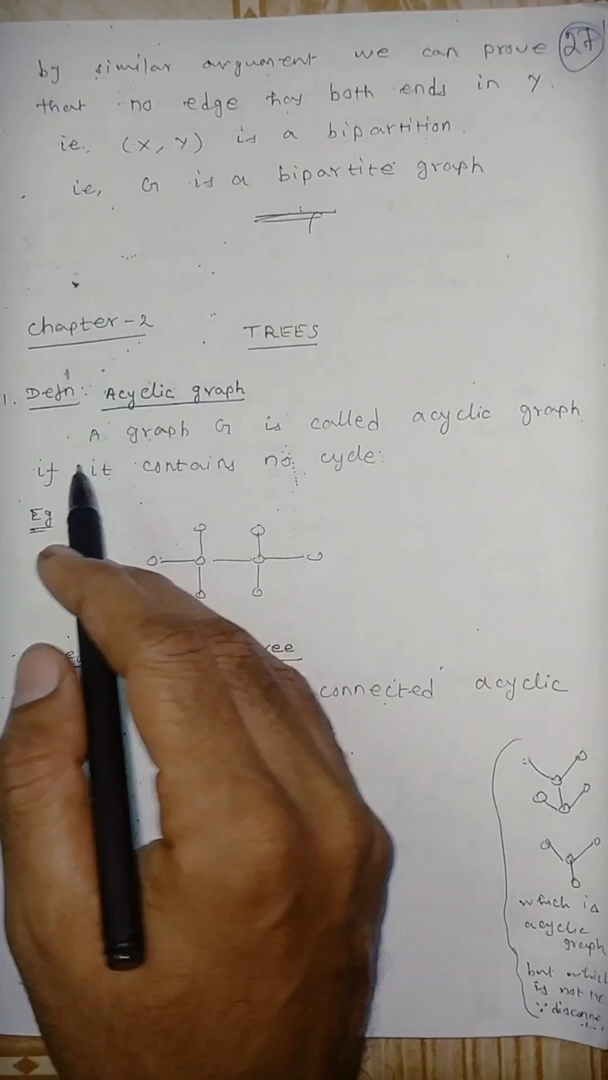 by similar argument we can prove 27
that no edge has both ends in Y.
ie., (X, Y) is a bipartition.
ie, G is a bipartite graph
Chapter-2 TREES
1. Defn: Acyclic graph
A graph G is called acyclic graph
if it contains no cycle.
Eg
ee
connected acyclic
which is
acyclic
graph
but which
is not
∵ disconne